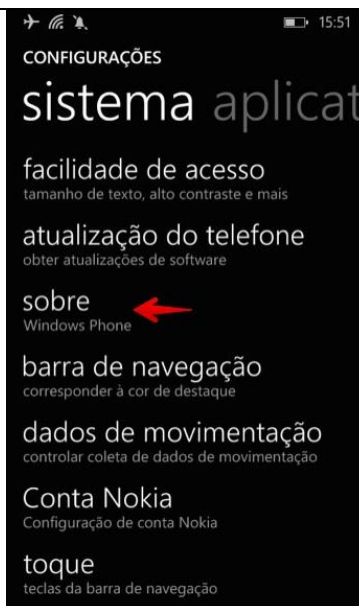 15:51
CONFIGURAÇÕES
sistema aplicat
facilidade de acesso
tamanho de texto, alto contraste e mais
atualização do telefone
obter atualizações de software
sobre
Windows Phone
barra de navegação
corresponder à cor de destaque
dados de movimentação
controlar coleta de dados de movimentação
Conta Nokia
Configuração de conta Nokia
toque
teclas da barra de navegação